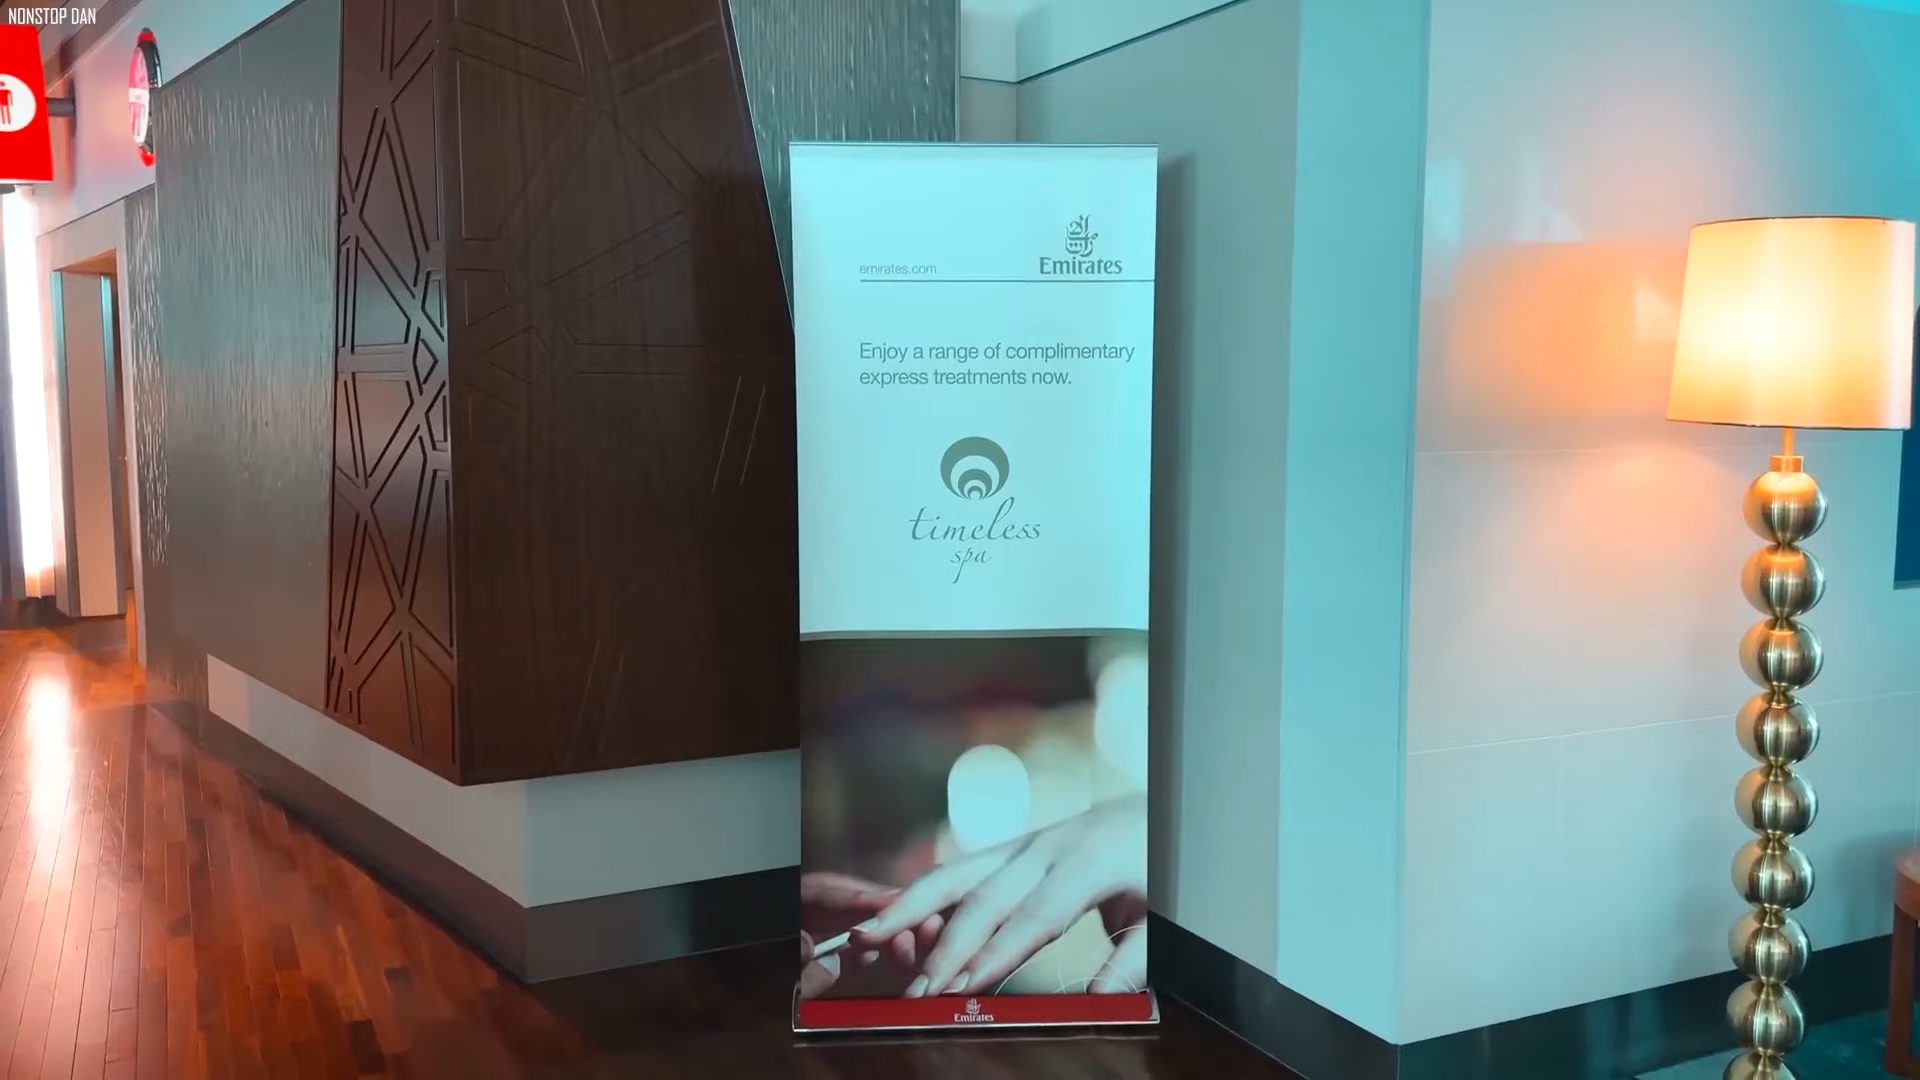 NONSTOP DAN
emirates.com
Emirates
Enjoy a range of complimentary
express treatments now.
timeless
spa
Emirates